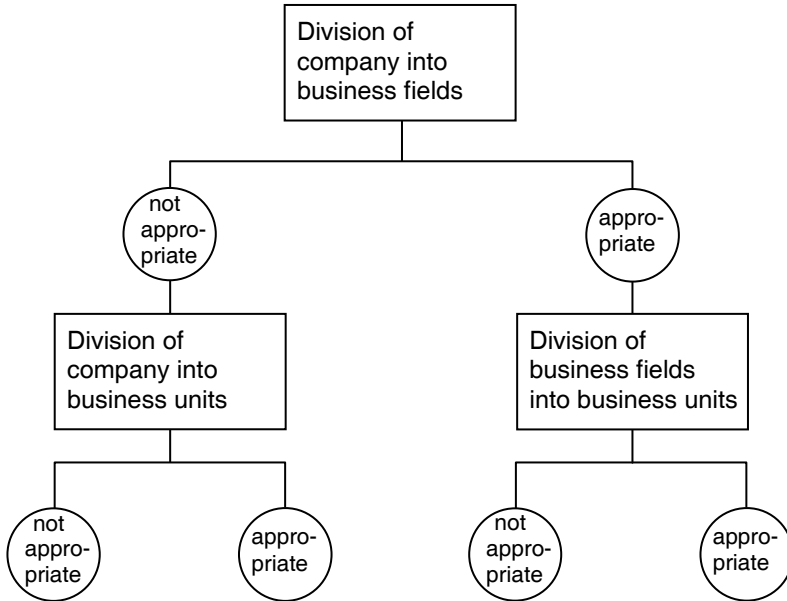 Division of
company into
business fields
not
appro-
priate
appro-
priate
Division of
company into
business units
Division of
business fields
into business units
not
appro-
priate
appro-
priate
not
appro-
priate
appro-
priate